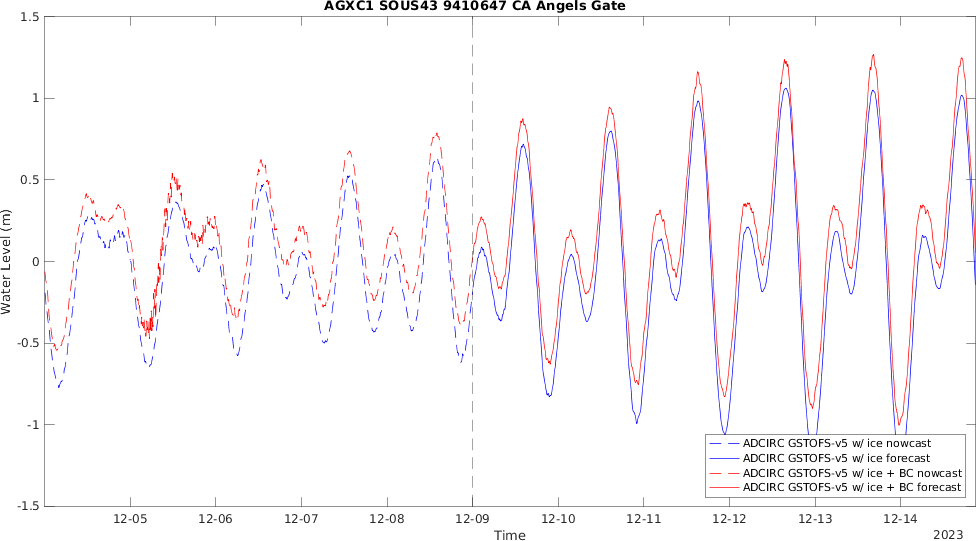 AGXC1 SOUS43 9410647 CA Angels Gate
1.5
1
0.5
0
-0.5
-1
-1.5
Water Level (m)
ADCIRC GSTOFS-v5 w/ ice nowcast
ADCIRC GSTOFS-v5 w/ ice forecast
ADCIRC GSTOFS-v5 w/ ice + BC nowcast
ADCIRC GSTOFS-v5 w/ ice + BC forecast
12-05 12-06 12-07 12-08 12-09 12-10 12-11 12-12 12-13 12-14
Time
2023